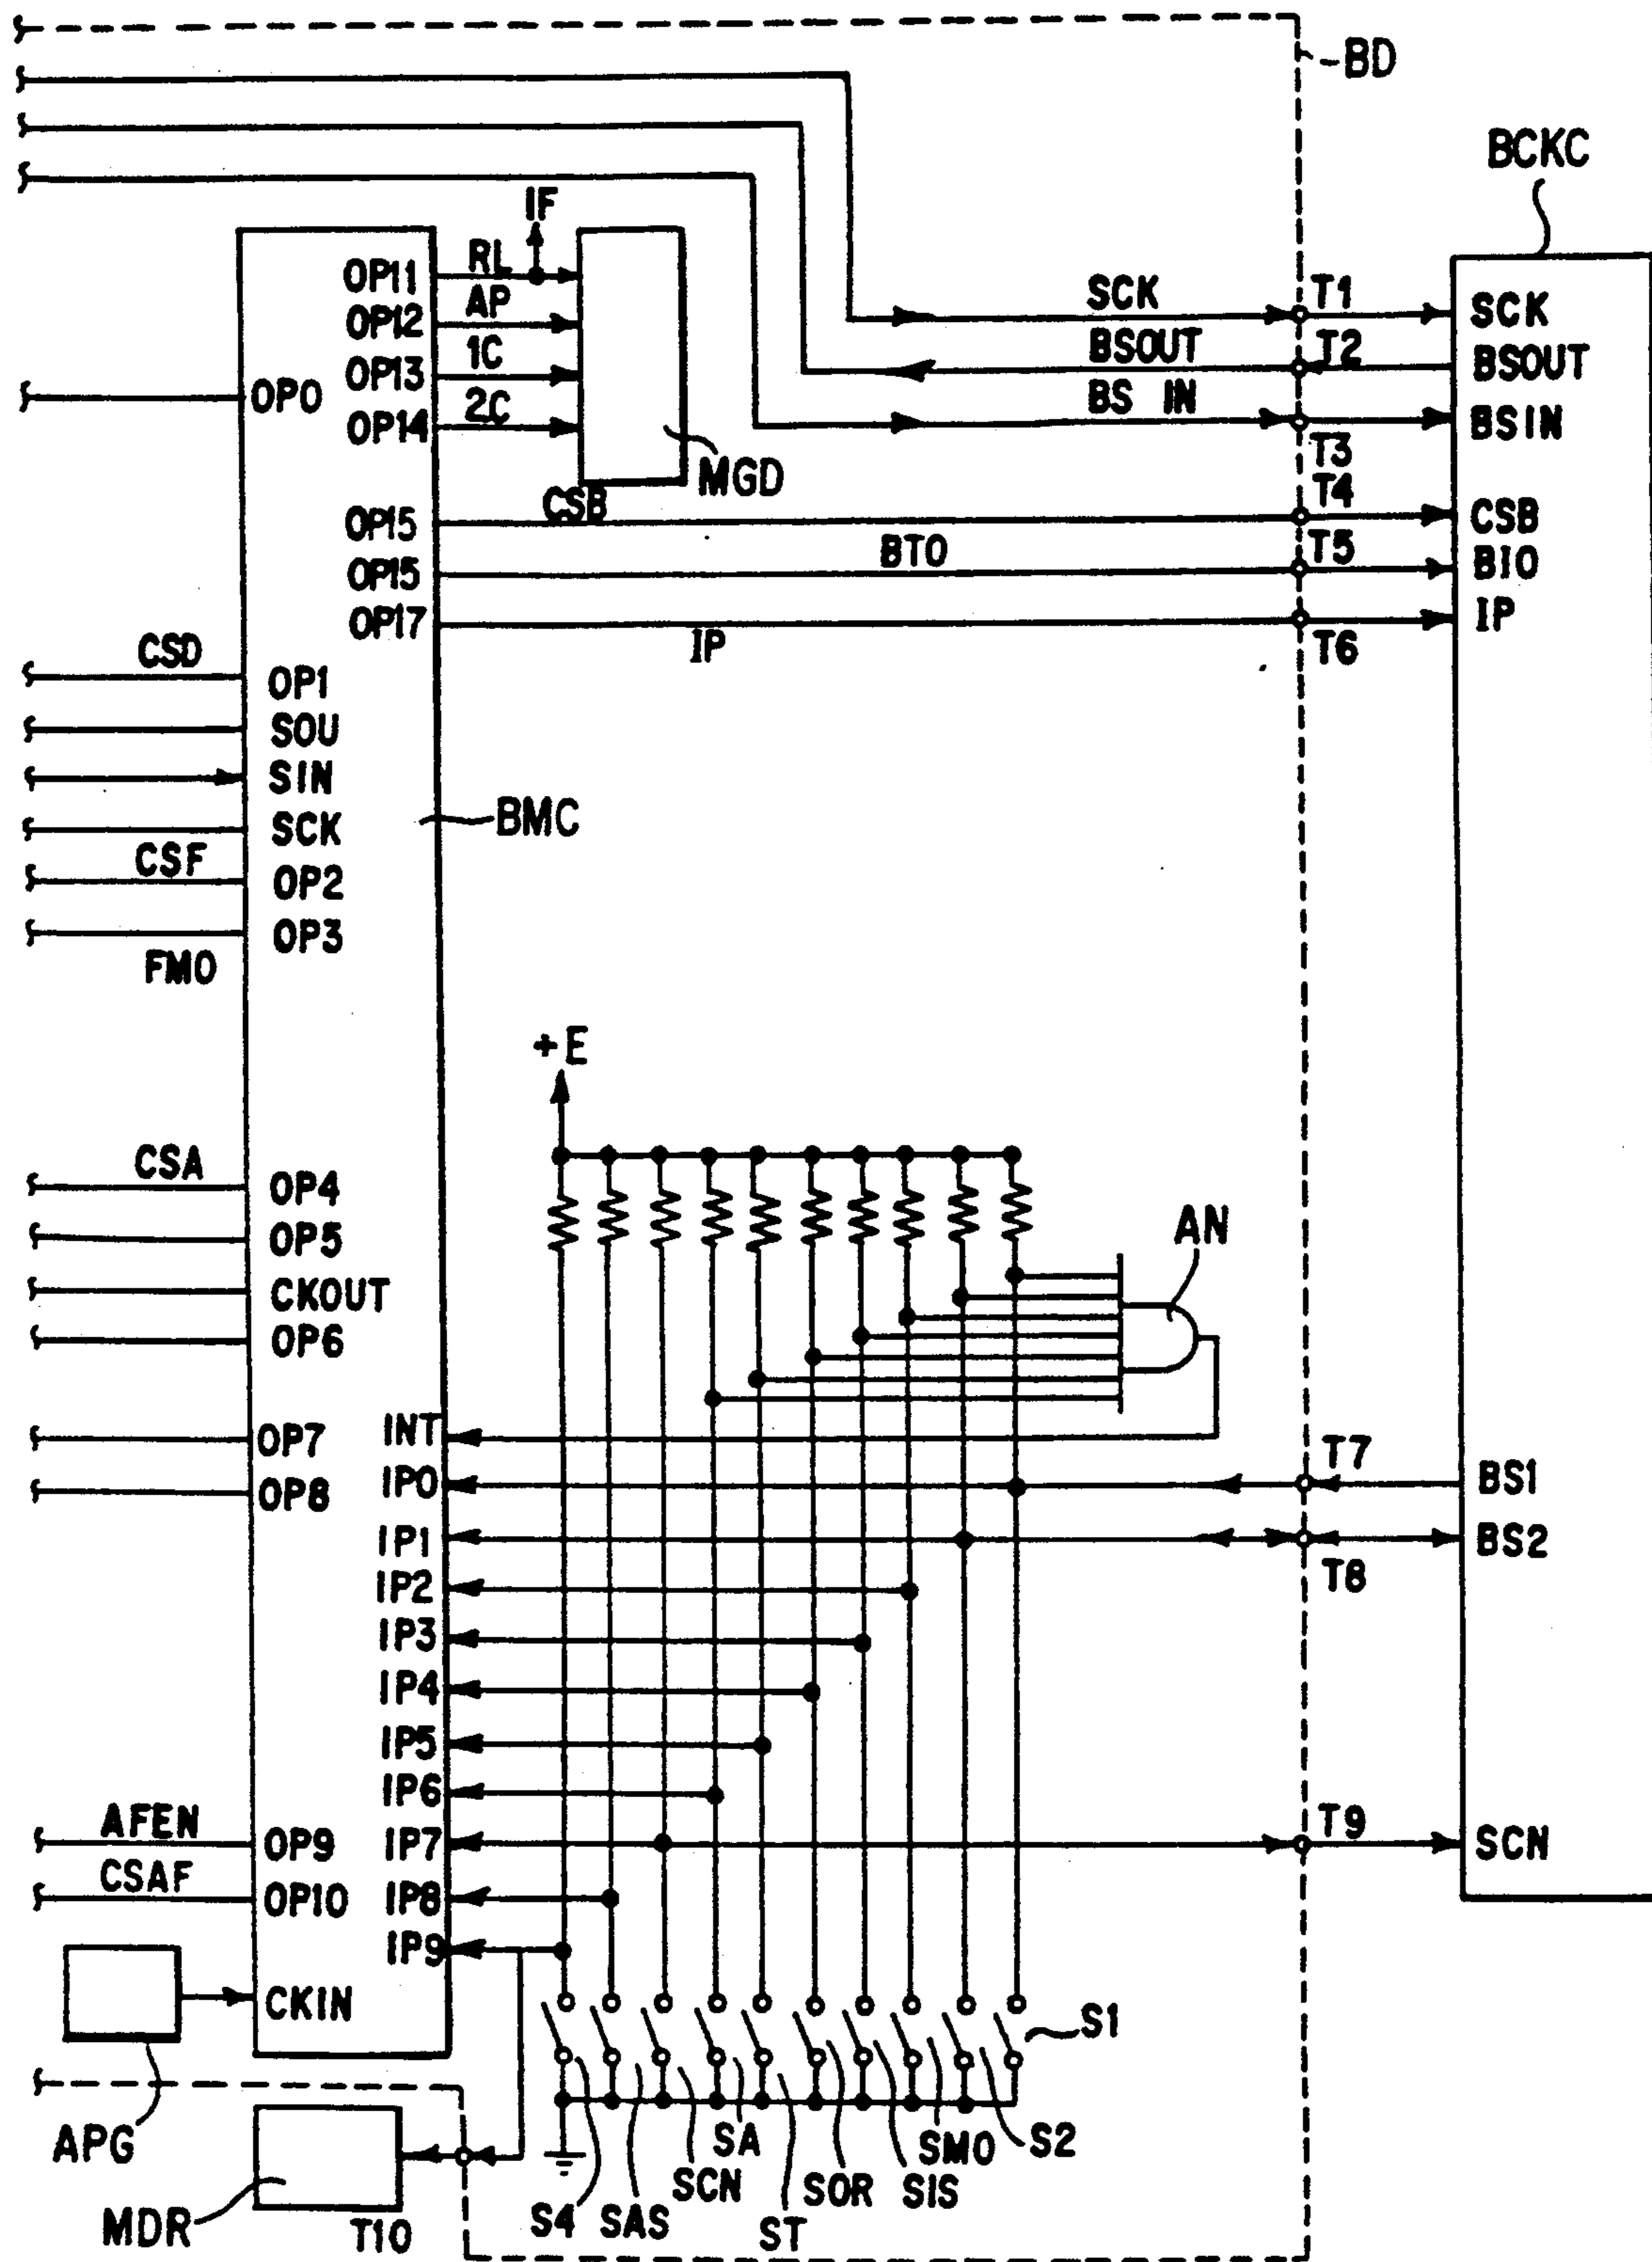 BD
BCKC
IF
RL
OP11
AP
OP12
1C
OP13
2C
OP14
OP0
MGD
SCK
T1
SCK
BSOUT
T2
BSOUT
BS IN
T3
BSIN
CSB
OP15
T4
CSB
BTO
OP15
T5
BIO
OP17
IP
T6
IP
CSD
OP1
SOU
SIN
SCK
BMC
CSF
OP2
OP3
FMO
+E
CSA
OP4
OP5
CKOUT
OP6
AN
OP7
INT
OP8
IP0
T7
BS1
IP1
T8
BS2
IP2
IP3
IP4
IP5
IP6
AFEN
OP9
IP7
T9
SCN
CSAF
OP10
IP8
IP9
CKIN
S1
APG
MDR
T10
S4
SAS
SCN
SA
ST
SOR
SIS
SMO
S2